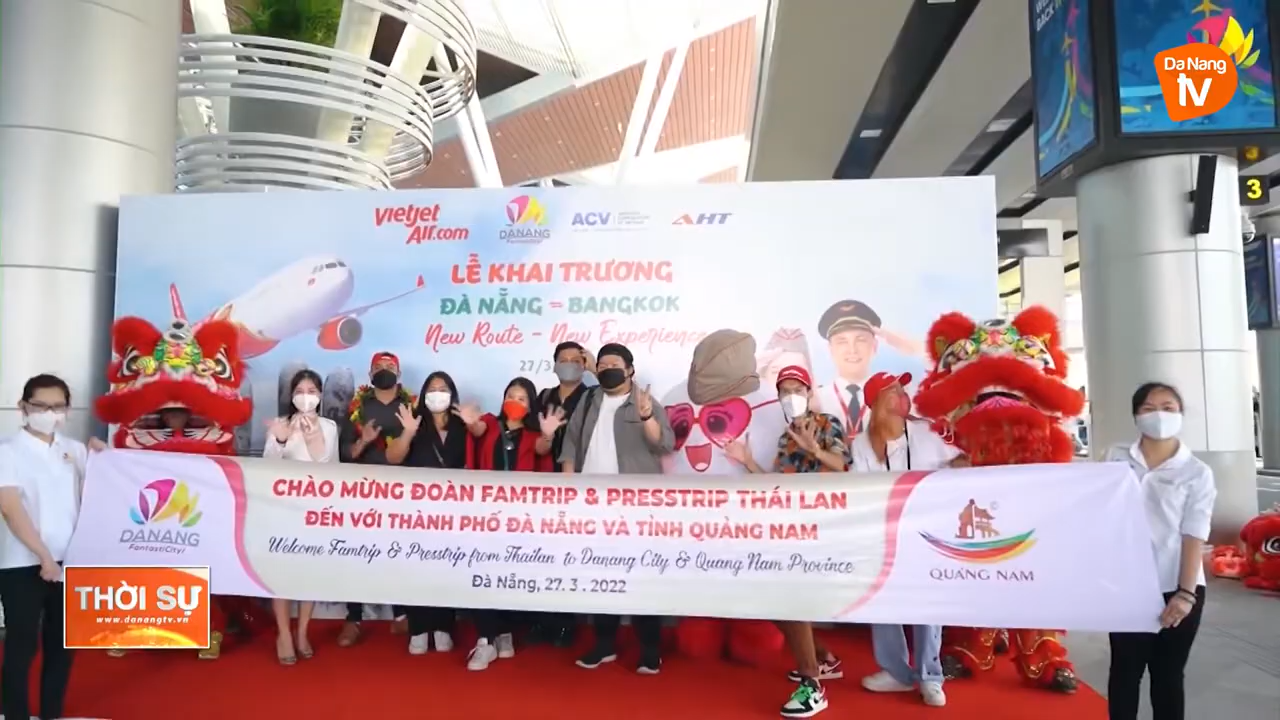 Da Nang
tv
3
vietjet
Air.com
DANANG
FantastiCity!
ACV
AHT
LỄ KHAI TRƯƠNG
ĐÀ NẴNG - BANGKOK
New Route - New Experience
27/3
CHÀO MỪNG ĐOÀN FAMTRIP & PRESSTRIP THÁI LAN
ĐẾN VỚI THÀNH PHỐ ĐÀ NẴNG VÀ TỈNH QUẢNG NAM
Welcome Famtrip & Presstrip from Thailan to Danang City & Quang Nam Province
Đà Nẵng, 27. 3 . 2022
DANANG
FantastiCity!
QUẢNG NAM
THỜI SỰ
www.danangtv.vn